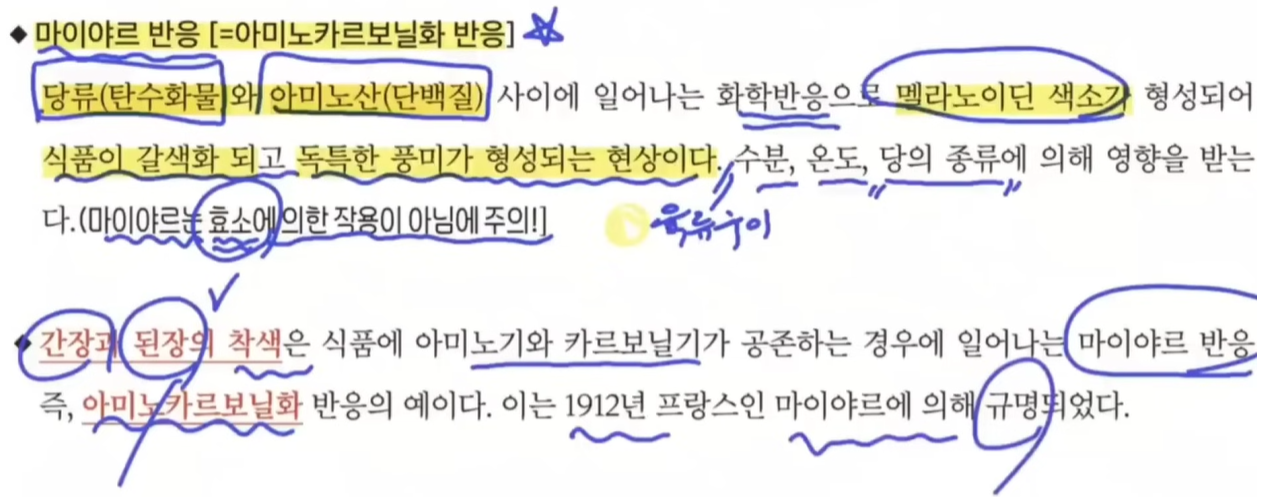 ◆ 마이야르 반응 [=아미노카르보닐화 반응] ☆
당류(탄수화물)와 아미노산(단백질) 사이에 일어나는 화학반응으로 멜라노이딘 색소가 형성되어
식품이 갈색화 되고 독특한 풍미가 형성되는 현상이다. 수분, 온도, 당의 종류에 의해 영향을 받는
다.(마이야르는 효소에 의한 작용이 아님에 주의!]
육류구이
◆ 간장과 된장의 착색은 식품에 아미노기와 카르보닐기가 공존하는 경우에 일어나는 마이야르 반응
즉, 아미노카르보닐화 반응의 예이다. 이는 1912년 프랑스인 마이야르에 의해 규명되었다.